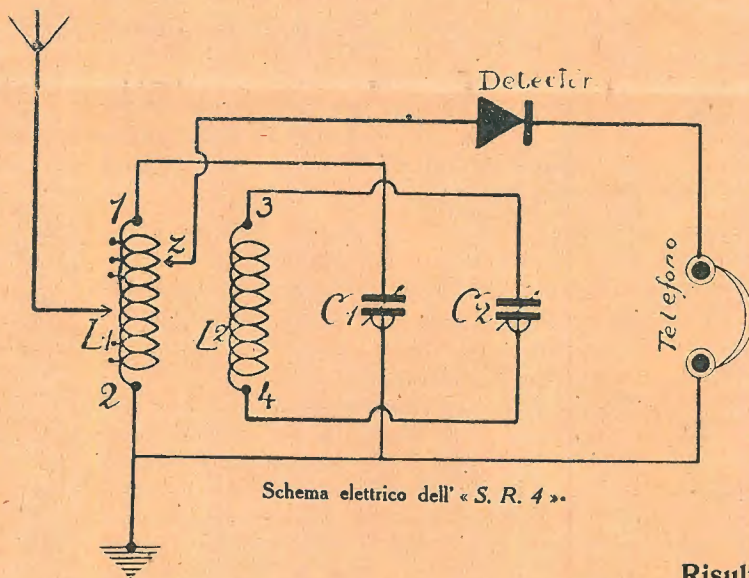 Detector
1
3
Z
L1
L2
C1
C2
Telefono
2
4
Schema elettrico dell' « S. R. 4 ».
Risul